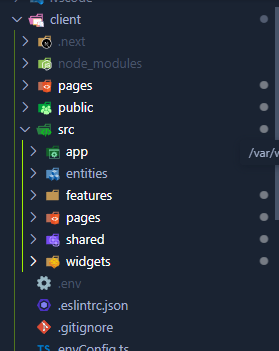 client
.next
node_modules
pages
public
src
app
/var/v
entities
features
pages
shared
widgets
.env
.eslintrc.json
.gitignore
TS envConfig.ts